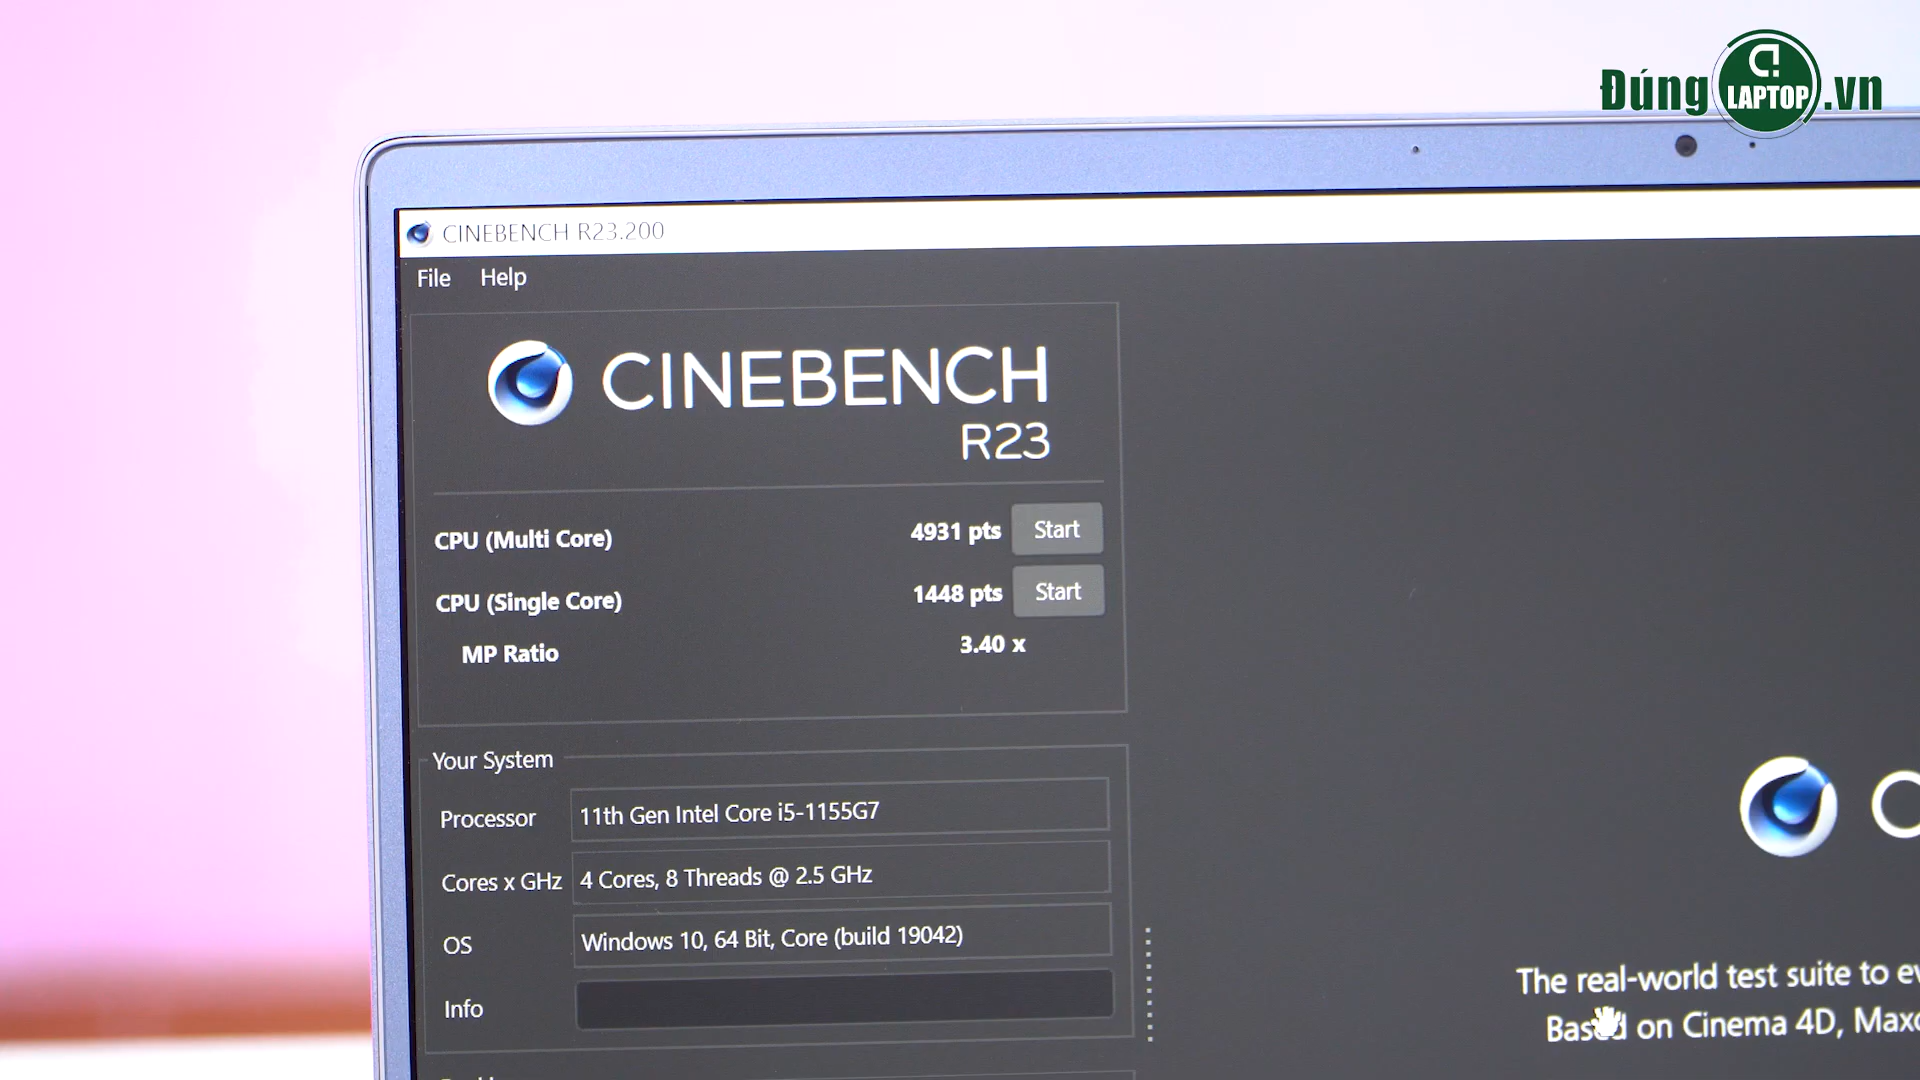 Đúng LAPTOP .vn
CINEBENCH R23.200
File Help
CINEBENCH
R23
CPU (Multi Core) 4931 pts Start
CPU (Single Core) 1448 pts Start
MP Ratio 3.40 x
Your System
Processor 11th Gen Intel Core i5-1155G7
Cores x GHz 4 Cores, 8 Threads @ 2.5 GHz
OS Windows 10, 64 Bit, Core (build 19042)
Info
The real-world test suite to
Based on Cinema 4D,